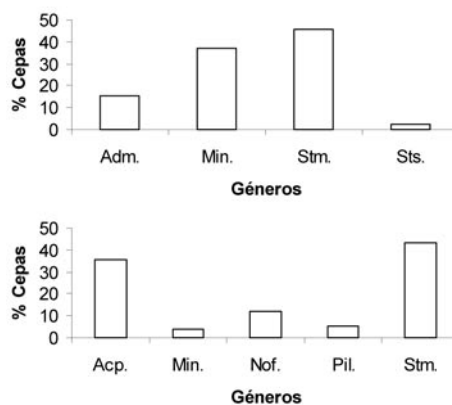 % Cepas
50
40
30
20
10
0
Adm. Min. Stm. Sts.
Géneros
% Cepas
50
40
30
20
10
0
Acp. Min. Nof. Pil. Stm.
Géneros